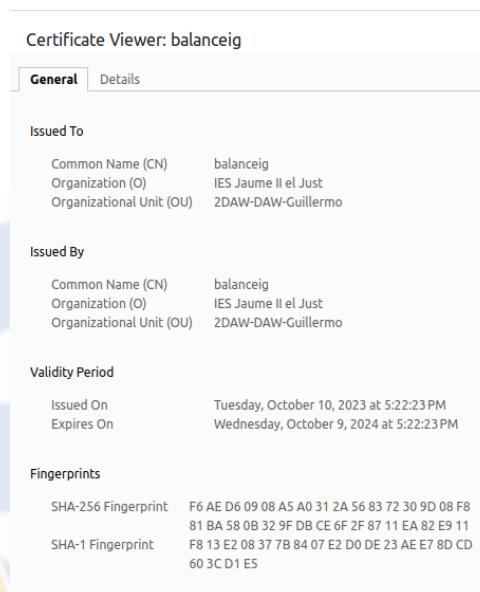 Certificate Viewer: balanceig
General Details
Issued To
Common Name (CN) balanceig
Organization (O) IES Jaume II el Just
Organizational Unit (OU) 2DAW-DAW-Guillermo
Issued By
Common Name (CN) balanceig
Organization (O) IES Jaume II el Just
Organizational Unit (OU) 2DAW-DAW-Guillermo
Validity Period
Issued On Tuesday, October 10, 2023 at 5:22:23 PM
Expires On Wednesday, October 9, 2024 at 5:22:23 PM
Fingerprints
SHA-256 Fingerprint F6 AE D6 09 08 A5 A0 31 2A 56 83 72 30 9D 08 F8
81 BA 58 0B 32 9F DB CE 6F 2F 87 11 EA 82 E9 11
SHA-1 Fingerprint F8 13 E2 08 37 7B 84 07 E2 D0 DE 23 AE E7 8D CD
60 3C D1 E5